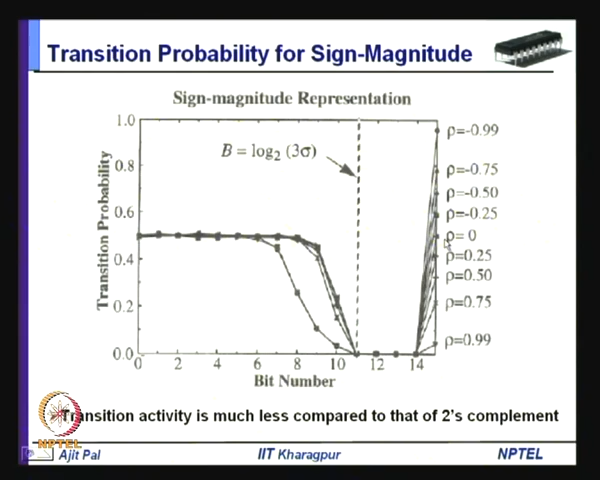 Transition Probability for Sign-Magnitude
Sign-magnitude Representation
Transition Probability
1.0
0.8
0.6
0.4
0.2
0.0
B = log₂ (3σ)
ρ=-0.99
ρ=-0.75
ρ=-0.50
ρ=-0.25
ρ= 0
ρ=0.25
ρ=0.50
ρ=0.75
ρ=0.99
0 2 4 6 8 10 12 14
Bit Number
Transition activity is much less compared to that of 2's complement
NPTEL
Ajit Pal IIT Kharagpur NPTEL